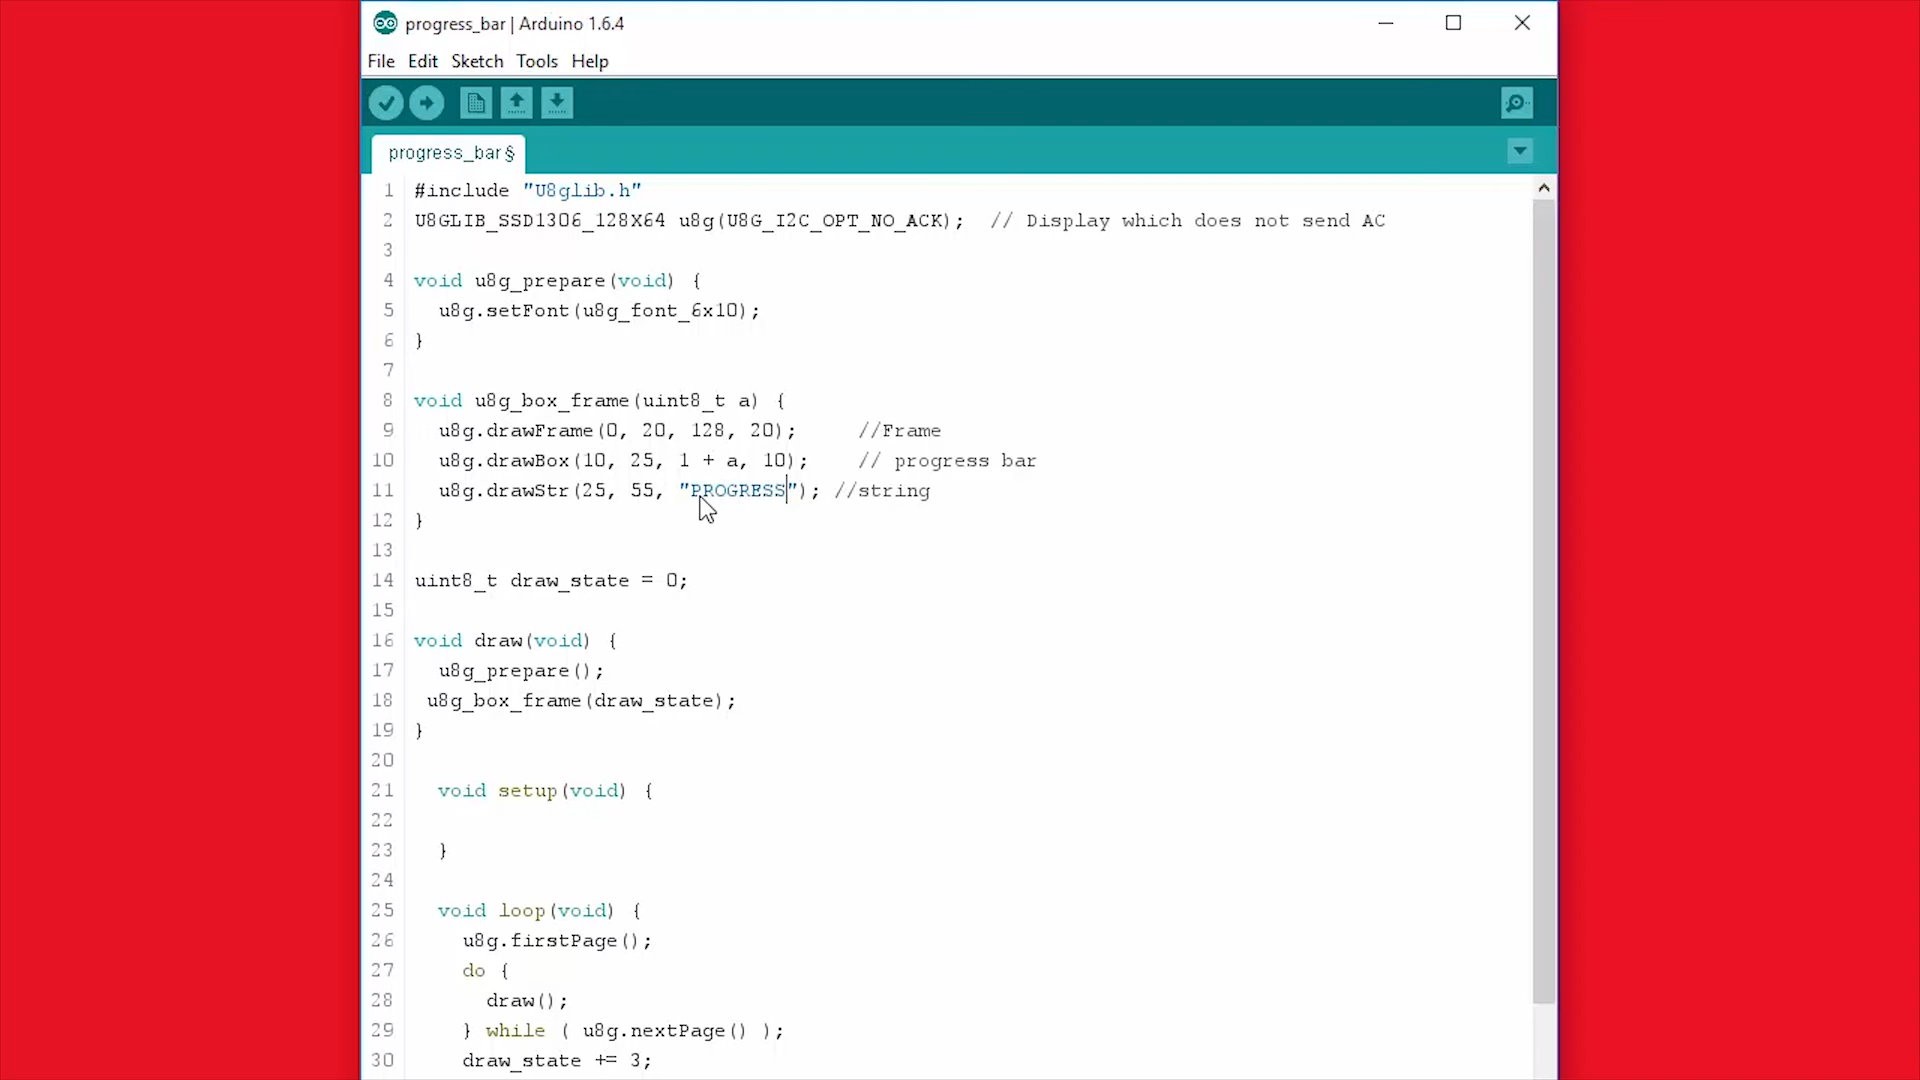 progress_bar | Arduino 1.6.4
File Edit Sketch Tools Help
progress_bar §
1 #include "U8glib.h"
2 U8GLIB_SSD1306_128X64 u8g(U8G_I2C_OPT_NO_ACK);  // Display which does not send AC
3
4 void u8g_prepare(void) {
5   u8g.setFont(u8g_font_6x10);
6 }
7
8 void u8g_box_frame(uint8_t a) {
9   u8g.drawFrame(0, 20, 128, 20);     //Frame
10   u8g.drawBox(10, 25, 1 + a, 10);    // progress bar
11   u8g.drawStr(25, 55, "PROGRESS"); //string
12 }
13
14 uint8_t draw_state = 0;
15
16 void draw(void) {
17   u8g_prepare();
18  u8g_box_frame(draw_state);
19 }
20
21   void setup(void) {
22
23   }
24
25   void loop(void) {
26     u8g.firstPage();
27     do {
28       draw();
29     } while ( u8g.nextPage() );
30     draw_state += 3;